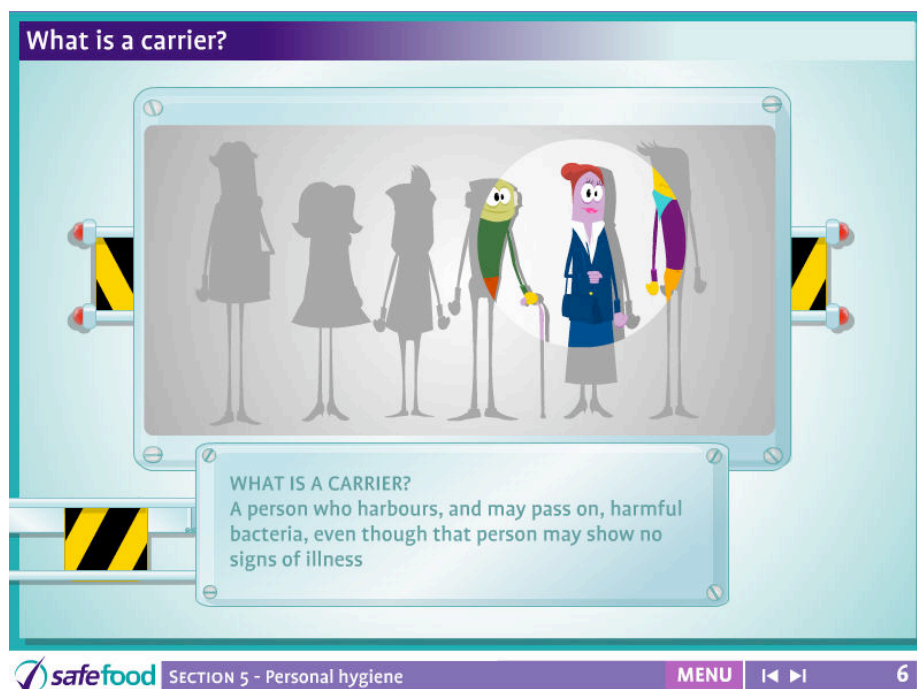 What is a carrier?
WHAT IS A CARRIER?
A person who harbours, and may pass on, harmful
bacteria, even though that person may show no
signs of illness
safefood SECTION 5 - Personal hygiene MENU 6